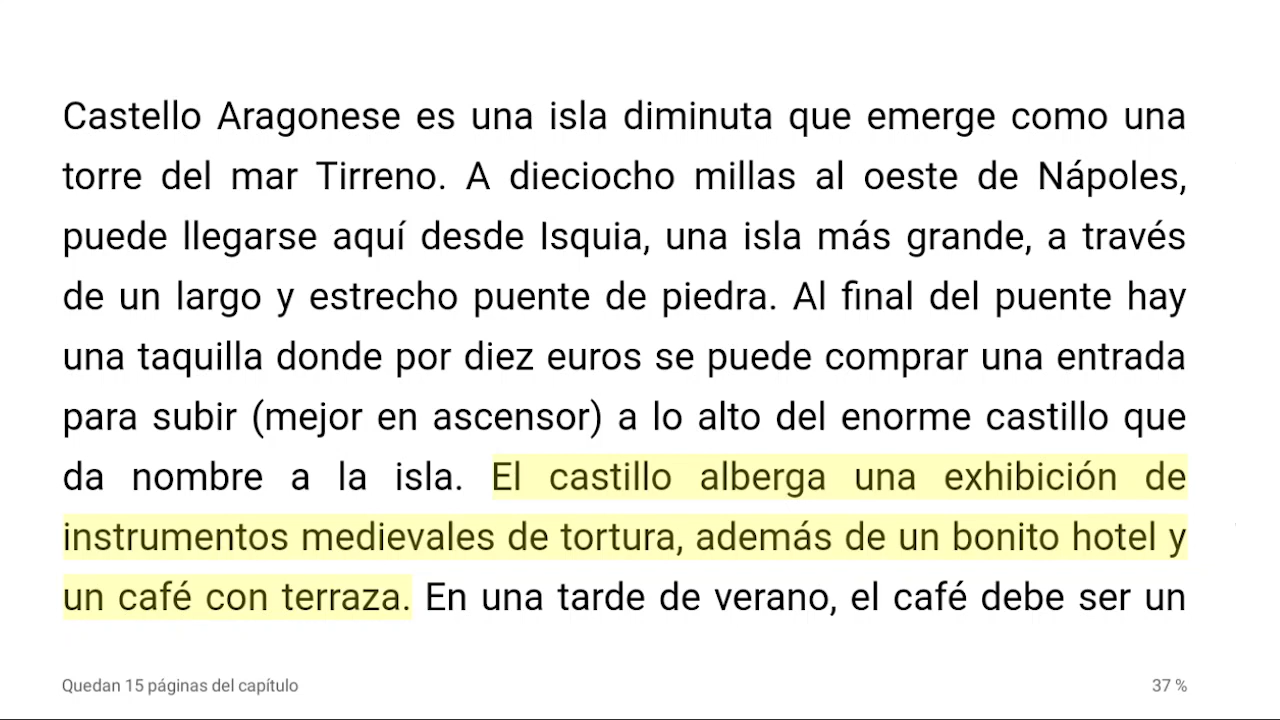 Castello Aragonese es una isla diminuta que emerge como una
torre del mar Tirreno. A dieciocho millas al oeste de Nápoles,
puede llegarse aquí desde Isquia, una isla más grande, a través
de un largo y estrecho puente de piedra. Al final del puente hay
una taquilla donde por diez euros se puede comprar una entrada
para subir (mejor en ascensor) a lo alto del enorme castillo que
da nombre a la isla. El castillo alberga una exhibición de
instrumentos medievales de tortura, además de un bonito hotel y
un café con terraza. En una tarde de verano, el café debe ser un
Quedan 15 páginas del capítulo
37 %